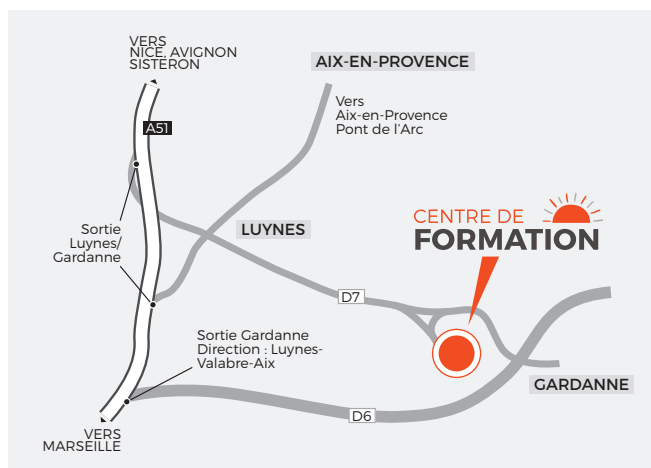 VERS
NICE, AVIGNON
SISTERON
AIX-EN-PROVENCE
Vers
Aix-en-Provence
Pont de l'Arc
A51
Sortie
Luynes/
Gardanne
LUYNES
CENTRE DE
FORMATION
D7
Sortie Gardanne
Direction : Luynes-
Valabre-Aix
GARDANNE
D6
VERS
MARSEILLE